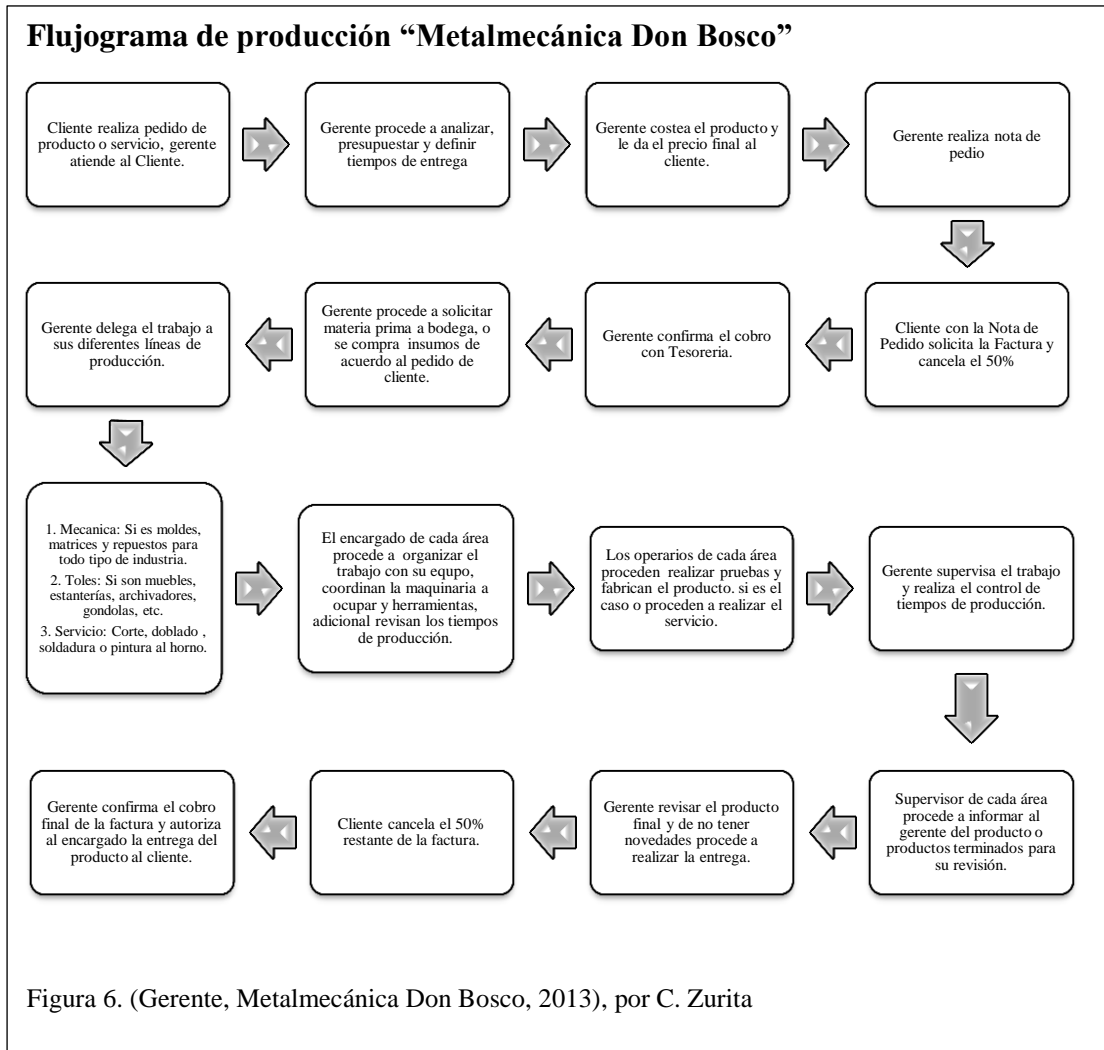 Flujograma de producción “Metalmecánica Don Bosco”
Cliente realiza pedido de
producto o servicio, gerente
atiende al Cliente.
Gerente procede a analizar,
presupuestar y definir
tiempos de entrega
Gerente costea el producto y
le da el precio final al
cliente.
Gerente realiza nota de
pedio
Cliente con la Nota de
Pedido solicita la Factura y
cancela el 50%
Gerente confirma el cobro
con Tesoreria.
Gerente procede a solicitar
materia prima a bodega, o
se compra insumos de
acuerdo al pedido de
cliente.
Gerente delega el trabajo a
sus diferentes líneas de
producción.
1. Mecanica: Si es moldes,
matrices y repuestos para
todo tipo de industria.
2. Toles: Si son muebles,
estanterías, archivadores,
gondolas, etc.
3. Servicio: Corte, doblado ,
soldadura o pintura al horno.
El encargado de cada área
procede a organizar el
trabajo con su equpo,
coordinan la maquinaria a
ocupar y herramientas,
adicional revisan los tiempos
de producción.
Los operarios de cada área
proceden realizar pruebas y
fabrican el producto. si es el
caso o proceden a realizar el
servicio.
Gerente supervisa el trabajo
y realiza el control de
tiempos de producción.
Supervisor de cada área
procede a informar al
gerente del producto o
productos terminados para
su revisión.
Gerente revisar el producto
final y de no tener
novedades procede a
realizar la entrega.
Cliente cancela el 50%
restante de la factura.
Gerente confirma el cobro
final de la factura y autoriza
al encargado la entrega del
producto al cliente.
Figura 6. (Gerente, Metalmecánica Don Bosco, 2013), por C. Zurita